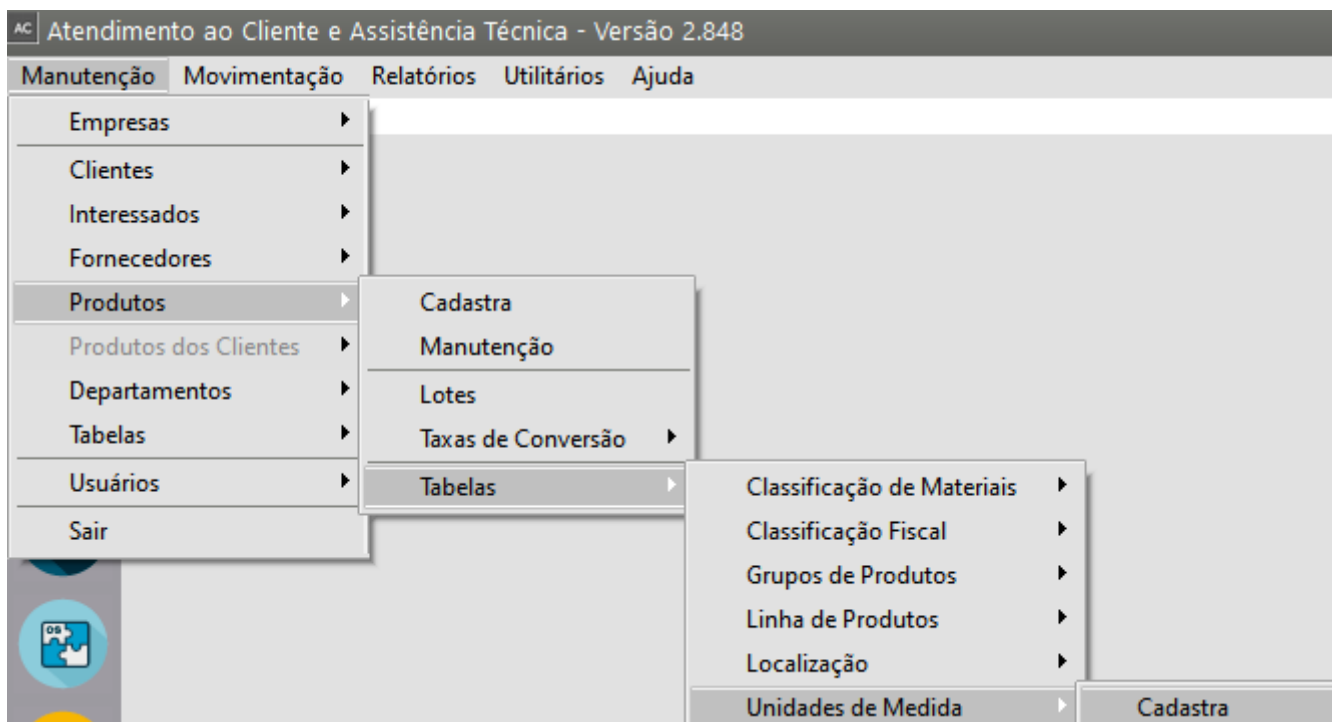 AC Atendimento ao Cliente e Assistência Técnica - Versão 2.848
Manutenção Movimentação Relatórios Utilitários Ajuda
Empresas
Clientes
Interessados
Fornecedores
Produtos
Produtos dos Clientes
Departamentos
Tabelas
Usuários
Sair
Cadastra
Manutenção
Lotes
Taxas de Conversão
Tabelas
Classificação de Materiais
Classificação Fiscal
Grupos de Produtos
Linha de Produtos
Localização
Unidades de Medida
Cadastra
OS